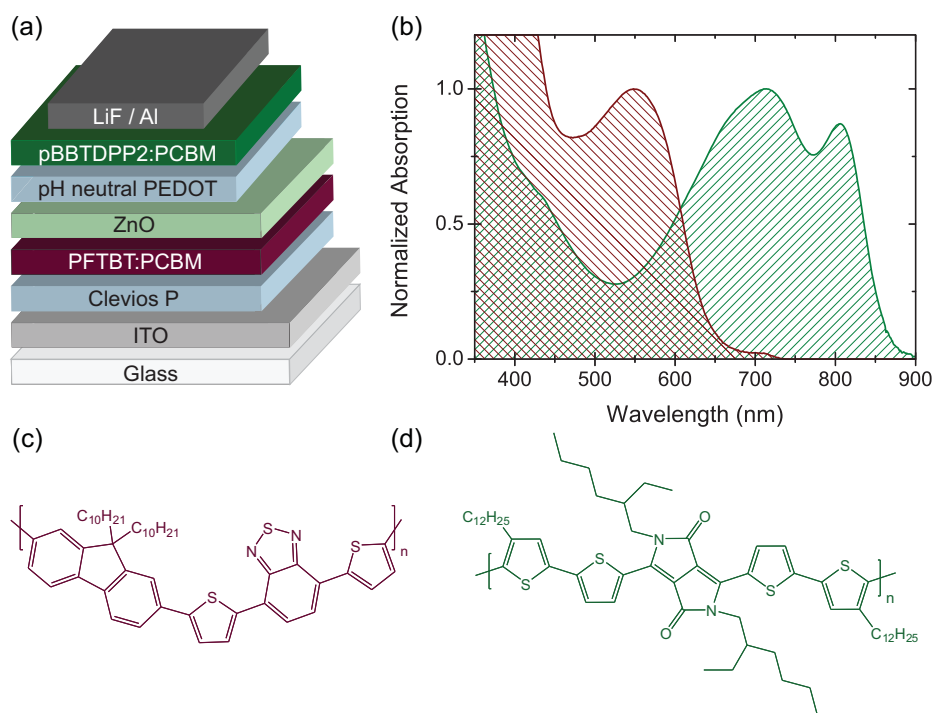 (a)
LiF / Al
pBBTDPP2:PCBM
pH neutral PEDOT
ZnO
PFTBT:PCBM
Clevios P
ITO
Glass
(b)
Normalized Absorption
1.0
0.5
0.0
400 500 600 700 800 900
Wavelength (nm)
(c)
C10H21
C10H21
S
N N
S
S
n
(d)
C12H25
S
S
N
O
O
N
S
S
n
C12H25